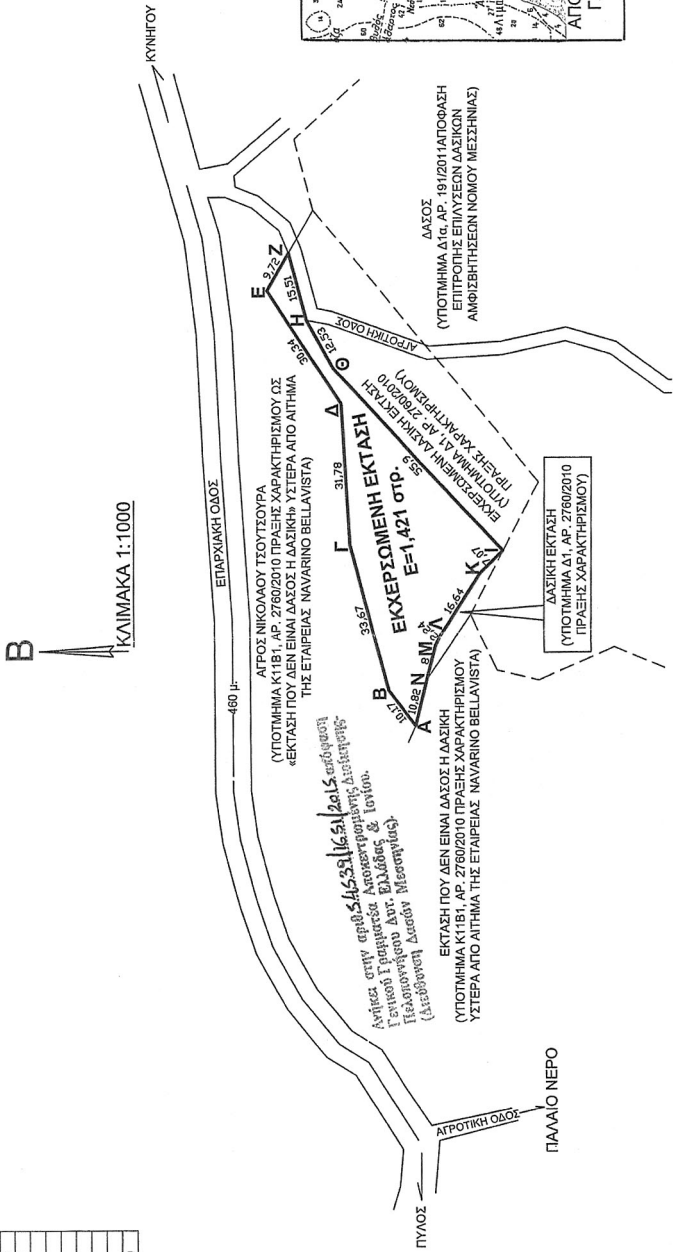 Β
ΚΛΙΜΑΚΑ 1:1000
ΚΥΝΗΓΟΥ
ΕΠΑΡΧΙΑΚΗ ΟΔΟΣ
460 μ.
ΑΓΡΟΣ ΝΙΚΟΛΑΟΥ ΤΣΟΥΤΣΟΥΡΑ
(ΥΠΟΤΜΗΜΑ Κ11Β1, ΑΡ. 2760/2010 ΠΡΑΞΗΣ ΧΑΡΑΚΤΗΡΙΣΜΟΥ ΩΣ
«ΕΚΤΑΣΗ ΠΟΥ ΔΕΝ ΕΙΝΑΙ ΔΑΣΟΣ Η ΔΑΣΙΚΗ» ΥΣΤΕΡΑ ΑΠΟ ΑΙΤΗΜΑ
ΤΗΣ ΕΤΑΙΡΕΙΑΣ NAVARINO BELLAVISTA)
Ε
9,72
Ζ
15,51
Η
30,34
12,53
Θ
Δ
31,78
Γ
33,67
Β
10,17
Α
10,82
Ν
8
Μ
Λ
16,64
Κ
Ι
55,9
ΕΚΧΕΡΣΩΜΕΝΗ ΕΚΤΑΣΗ
Ε=1,421 στρ.
ΕΚΧΕΡΣΩΜΕΝΗ ΔΑΣΙΚΗ ΕΚΤΑΣΗ
(ΥΠΟΤΜΗΜΑ Δ1, ΑΡ. 2760/2010
ΠΡΑΞΗΣ ΧΑΡΑΚΤΗΡΙΣΜΟΥ)
ΑΓΡΟΤΙΚΗ ΟΔΟΣ
ΔΑΣΟΣ
(ΥΠΟΤΜΗΜΑ Δ1α, ΑΡ. 191/2011ΑΠΟΦΑΣΗ
ΕΠΙΤΡΟΠΗΣ ΕΠΙΛΥΣΕΩΝ ΔΑΣΙΚΩΝ
ΑΜΦΙΣΒΗΤΗΣΕΩΝ ΝΟΜΟΥ ΜΕΣΣΗΝΙΑΣ)
ΔΑΣΙΚΗ ΕΚΤΑΣΗ
(ΥΠΟΤΜΗΜΑ Δ1, ΑΡ. 2760/2010
ΠΡΑΞΗΣ ΧΑΡΑΚΤΗΡΙΣΜΟΥ)
Ανήκει στην αριθ. απόφαση
Γενικού Γραμματέα Αποκεντρωμένης Διοίκησης-
Πελοποννήσου Δυτ. Ελλάδας & Ιονίου.
(Διεύθυνση Δασών Μεσσηνίας).
ΕΚΤΑΣΗ ΠΟΥ ΔΕΝ ΕΙΝΑΙ ΔΑΣΟΣ Η ΔΑΣΙΚΗ
(ΥΠΟΤΜΗΜΑ Κ11Β1, ΑΡ. 2760/2010 ΠΡΑΞΗΣ ΧΑΡΑΚΤΗΡΙΣΜΟΥ
ΥΣΤΕΡΑ ΑΠΟ ΑΙΤΗΜΑ ΤΗΣ ΕΤΑΙΡΕΙΑΣ NAVARINO BELLAVISTA)
ΑΓΡΟΤΙΚΗ ΟΔΟΣ
ΠΑΛΑΙΟ ΝΕΡΟ
ΠΥΛΟΣ